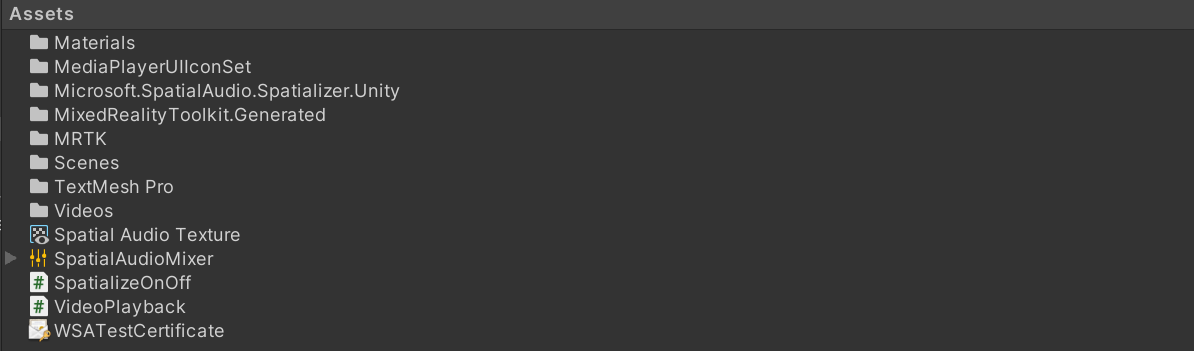 Assets
Materials
MediaPlayerUIIconSet
Microsoft.SpatialAudio.Spatializer.Unity
MixedRealityToolkit.Generated
MRTK
Scenes
TextMesh Pro
Videos
Spatial Audio Texture
SpatialAudioMixer
SpatializeOnOff
VideoPlayback
WSATestCertificate